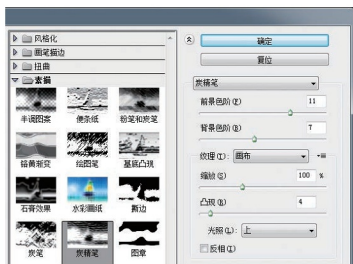 风格化
画笔描边
扭曲
素描
半调图案 便条纸 粉笔和炭笔
铬黄渐变 绘图笔 基底凸现
石膏效果 水彩画纸 撕边
炭笔 炭精笔 图章
确定
复位
炭精笔
前景色阶(F) 11
背景色阶(B) 7
纹理(T): 画布
缩放(S) 100 %
凸现(R) 4
光照(L): 上
反相(I)